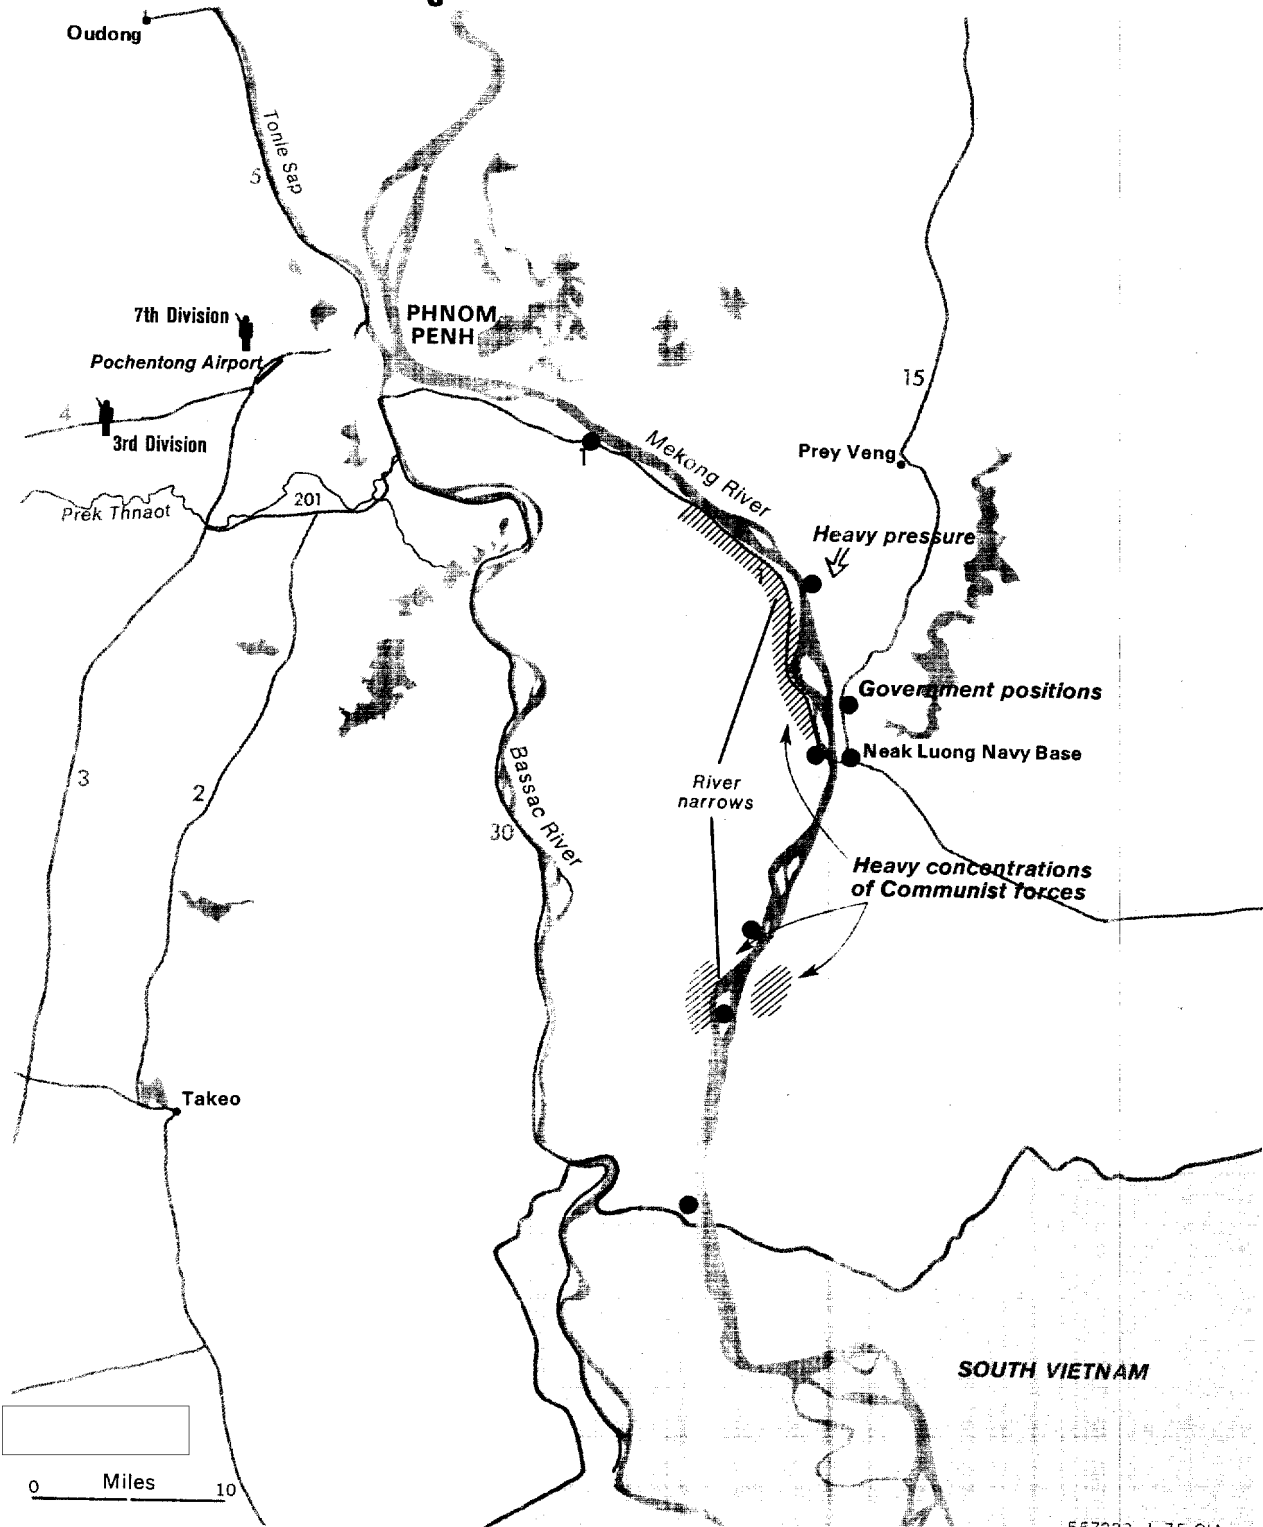 Oudong
Tonle Sap
5
7th Division
PHNOM
PENH
Pochentong Airport
4
3rd Division
15
1
Mekong River
Prey Veng
Prek Thnaot
201
Heavy pressure
Government positions
Neak Luong Navy Base
3
2
Bassac River
30
River
narrows
Heavy concentrations
of Communist forces
Takeo
SOUTH VIETNAM
0 Miles 10